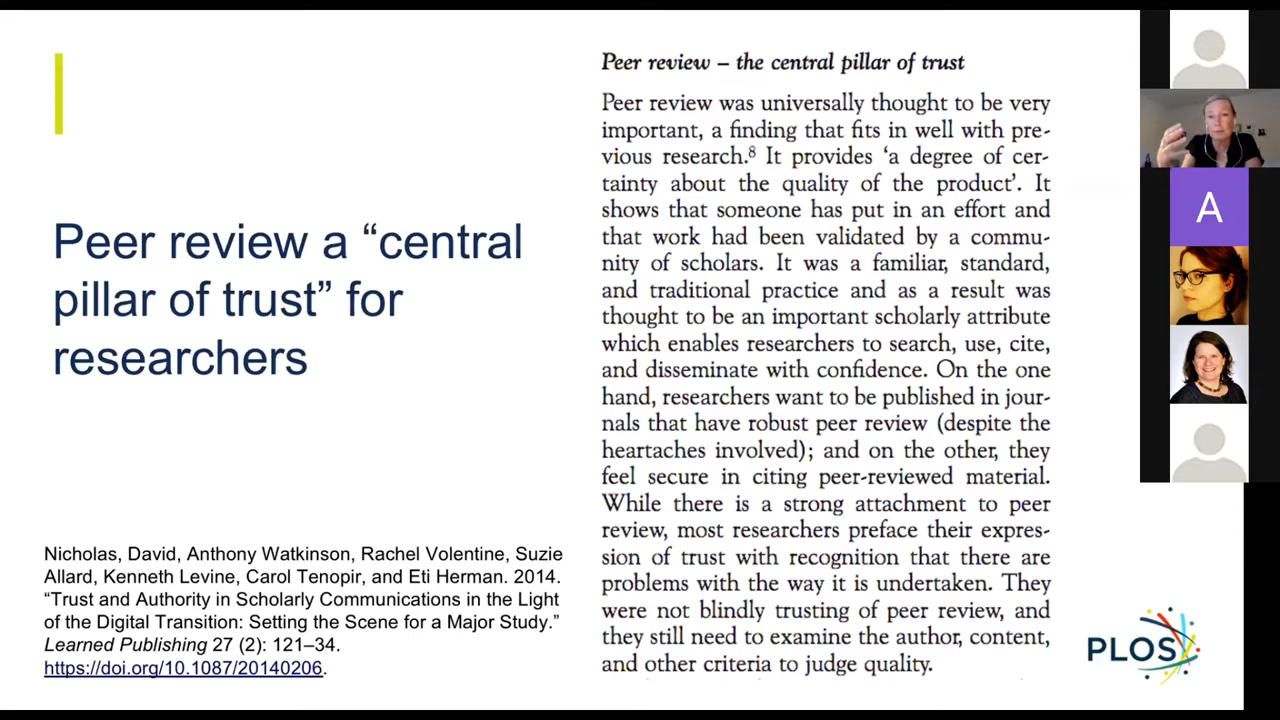 Peer review a “central
pillar of trust” for
researchers
Nicholas, David, Anthony Watkinson, Rachel Volentine, Suzie
Allard, Kenneth Levine, Carol Tenopir, and Eti Herman. 2014.
“Trust and Authority in Scholarly Communications in the Light
of the Digital Transition: Setting the Scene for a Major Study.”
Learned Publishing 27 (2): 121–34.
https://doi.org/10.1087/20140206.
Peer review – the central pillar of trust
Peer review was universally thought to be very
important, a finding that fits in well with pre-
vious research.⁸ It provides ‘a degree of cer-
tainty about the quality of the product’. It
shows that someone has put in an effort and
that work had been validated by a commu-
nity of scholars. It was a familiar, standard,
and traditional practice and as a result was
thought to be an important scholarly attribute
which enables researchers to search, use, cite,
and disseminate with confidence. On the one
hand, researchers want to be published in jour-
nals that have robust peer review (despite the
heartaches involved); and on the other, they
feel secure in citing peer-reviewed material.
While there is a strong attachment to peer
review, most researchers preface their expres-
sion of trust with recognition that there are
problems with the way it is undertaken. They
were not blindly trusting of peer review, and
they still need to examine the author, content,
and other criteria to judge quality.
PLOS
A